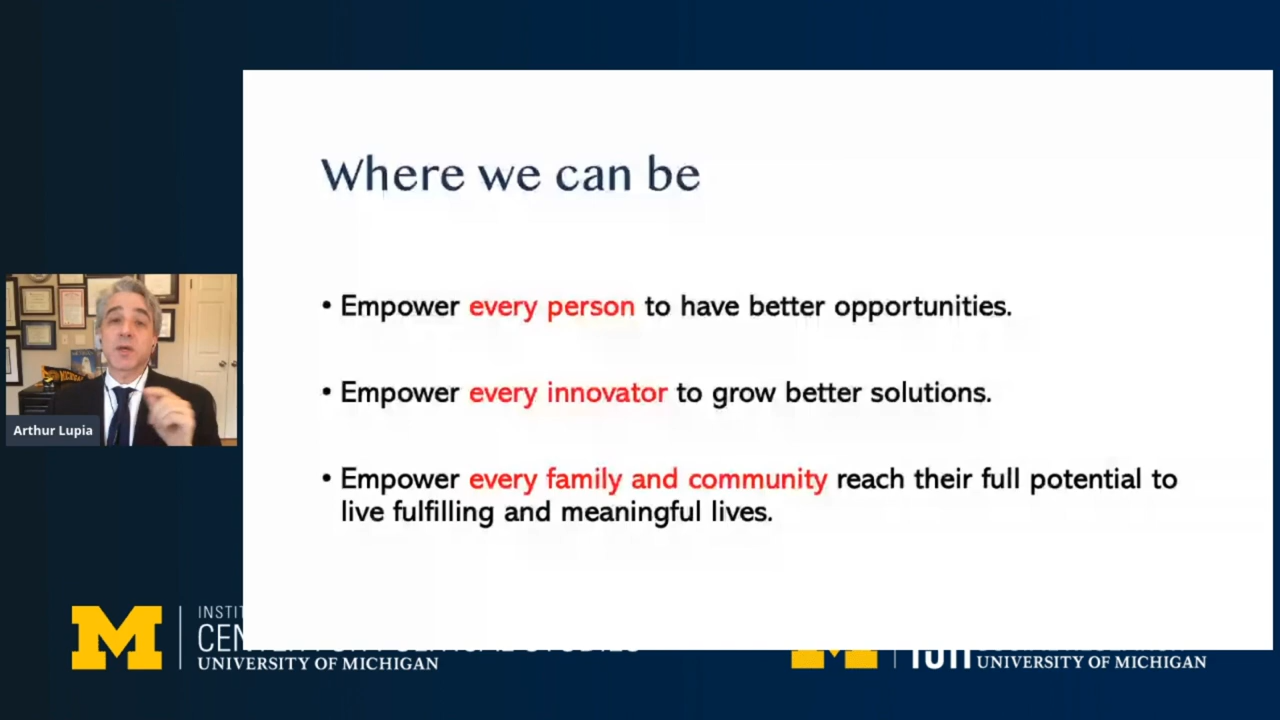 Where we can be
• Empower every person to have better opportunities.
• Empower every innovator to grow better solutions.
• Empower every family and community reach their full potential to
live fulfilling and meaningful lives.
Arthur Lupia
M
UNIVERSITY OF MICHIGAN
UNIVERSITY OF MICHIGAN